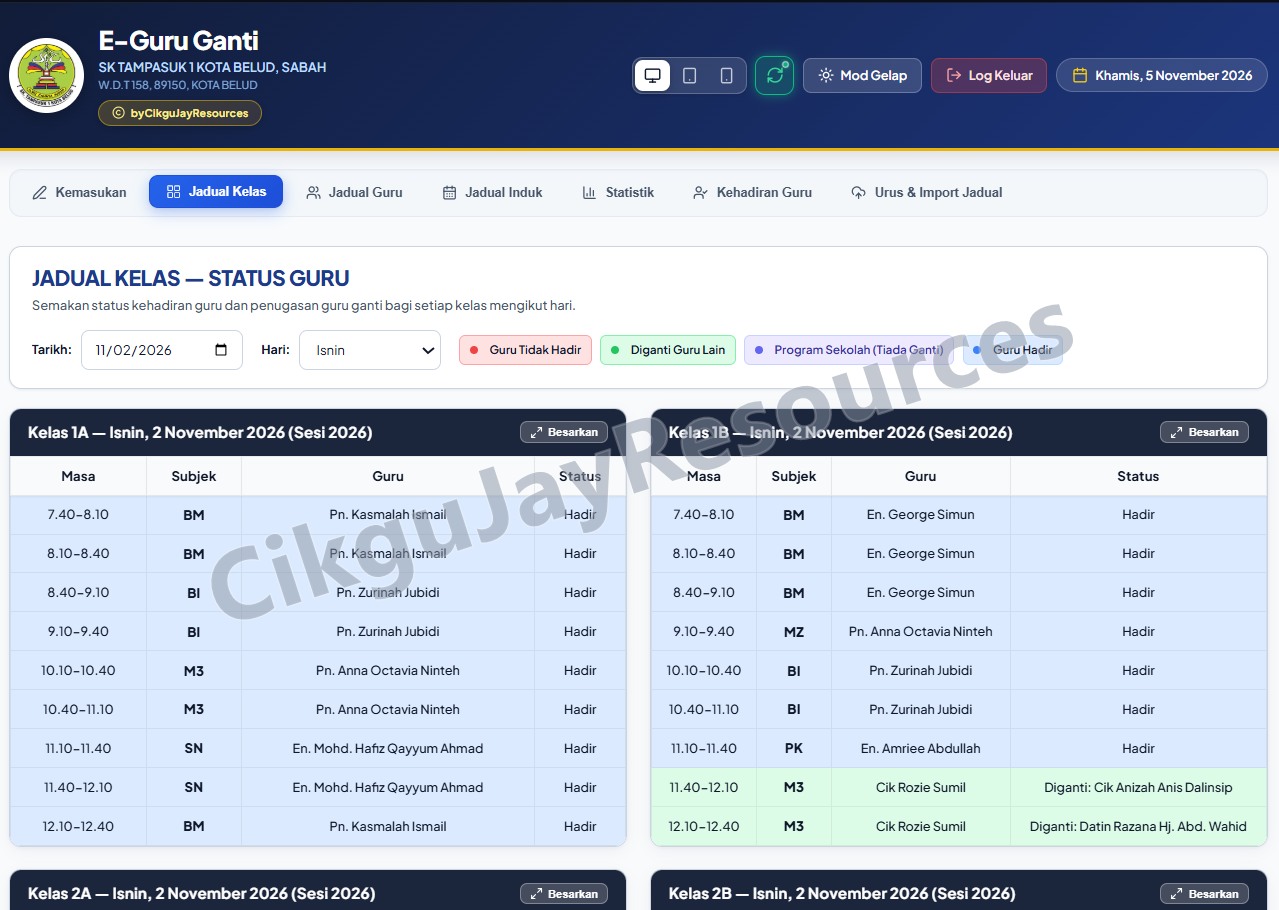 E-Guru Ganti
SK TAMPASUK 1 KOTA BELUD, SABAH
W.D.T 158, 89150, KOTA BELUD
© byCikguJayResources
Mod Gelap
Log Keluar
Khamis, 5 November 2026
Kemasukan
Jadual Kelas
Jadual Guru
Jadual Induk
Statistik
Kehadiran Guru
Urus & Import Jadual
JADUAL KELAS — STATUS GURU
Semakan status kehadiran guru dan penugasan guru ganti bagi setiap kelas mengikut hari.
Tarikh: 11/02/2026 Hari: Isnin
Guru Tidak Hadir
Diganti Guru Lain
Program Sekolah (Tiada Ganti)
Guru Hadir
CikguJayResources
Kelas 1A — Isnin, 2 November 2026 (Sesi 2026) Besarkan
Masa Subjek Guru Status
7.40–8.10 BM Pn. Kasmalah Ismail Hadir
8.10–8.40 BM Pn. Kasmalah Ismail Hadir
8.40–9.10 BI Pn. Zurinah Jubidi Hadir
9.10–9.40 BI Pn. Zurinah Jubidi Hadir
10.10–10.40 M3 Pn. Anna Octavia Ninteh Hadir
10.40–11.10 M3 Pn. Anna Octavia Ninteh Hadir
11.10–11.40 SN En. Mohd. Hafiz Qayyum Ahmad Hadir
11.40–12.10 SN En. Mohd. Hafiz Qayyum Ahmad Hadir
12.10–12.40 BM Pn. Kasmalah Ismail Hadir
Kelas 1B — Isnin, 2 November 2026 (Sesi 2026) Besarkan
Masa Subjek Guru Status
7.40–8.10 BM En. George Simun Hadir
8.10–8.40 BM En. George Simun Hadir
8.40–9.10 BM En. George Simun Hadir
9.10–9.40 MZ Pn. Anna Octavia Ninteh Hadir
10.10–10.40 BI Pn. Zurinah Jubidi Hadir
10.40–11.10 BI Pn. Zurinah Jubidi Hadir
11.10–11.40 PK En. Amriee Abdullah Hadir
11.40–12.10 M3 Cik Rozie Sumil Diganti: Cik Anizah Anis Dalinsip
12.10–12.40 M3 Cik Rozie Sumil Diganti: Datin Razana Hj. Abd. Wahid
Kelas 2A — Isnin, 2 November 2026 (Sesi 2026) Besarkan
Kelas 2B — Isnin, 2 November 2026 (Sesi 2026) Besarkan